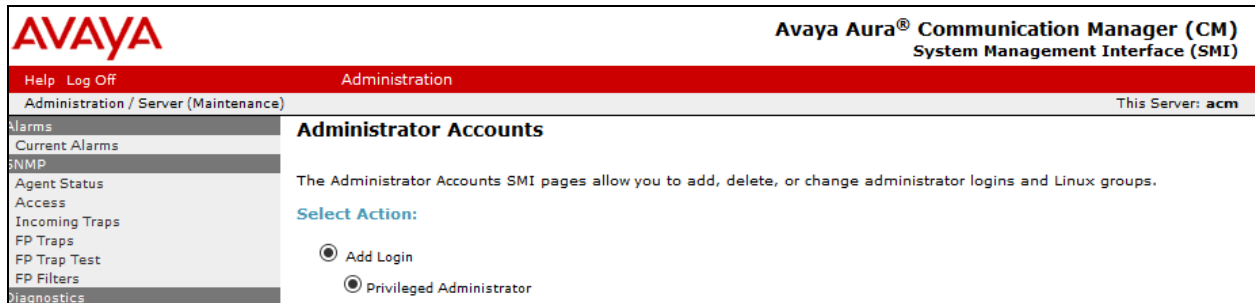 AVAYA
Avaya Aura® Communication Manager (CM)
System Management Interface (SMI)
Help Log Off Administration
Administration / Server (Maintenance) This Server: acm
Alarms
Current Alarms
SNMP
Agent Status
Access
Incoming Traps
FP Traps
FP Trap Test
FP Filters
Diagnostics
Administrator Accounts
The Administrator Accounts SMI pages allow you to add, delete, or change administrator logins and Linux groups.
Select Action:
Add Login
Privileged Administrator